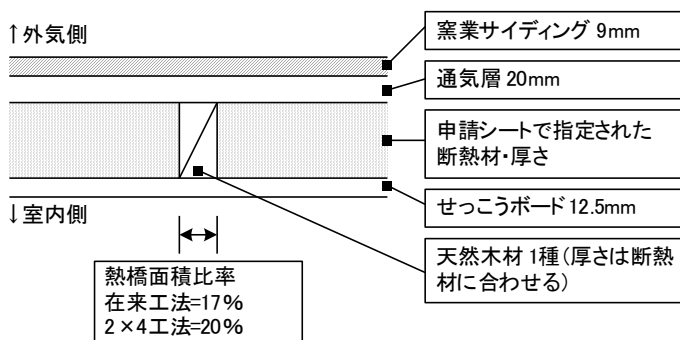 ↑外気側
窯業サイディング 9mm
通気層 20mm
申請シートで指定された
断熱材・厚さ
せっこうボード 12.5mm
↓室内側
天然木材 1種(厚さは断熱
材に合わせる)
熱橋面積比率
在来工法=17%
2×4工法=20%